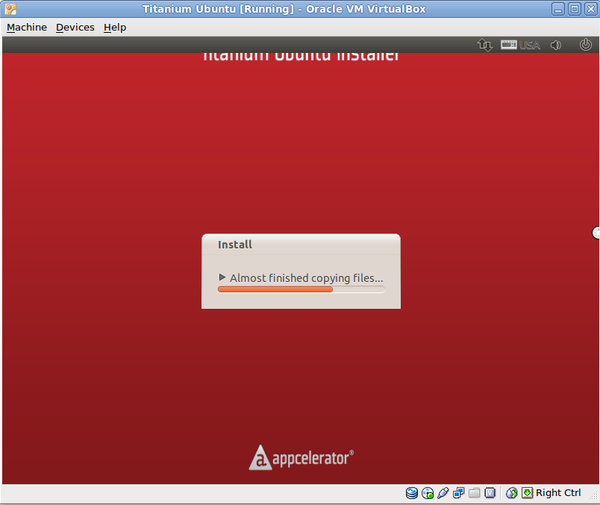 Titanium Ubuntu [Running] - Oracle VM VirtualBox
Machine Devices Help
USA
Titanium Ubuntu Installer
Install
Almost finished copying files...
appcelerator®
Right Ctrl